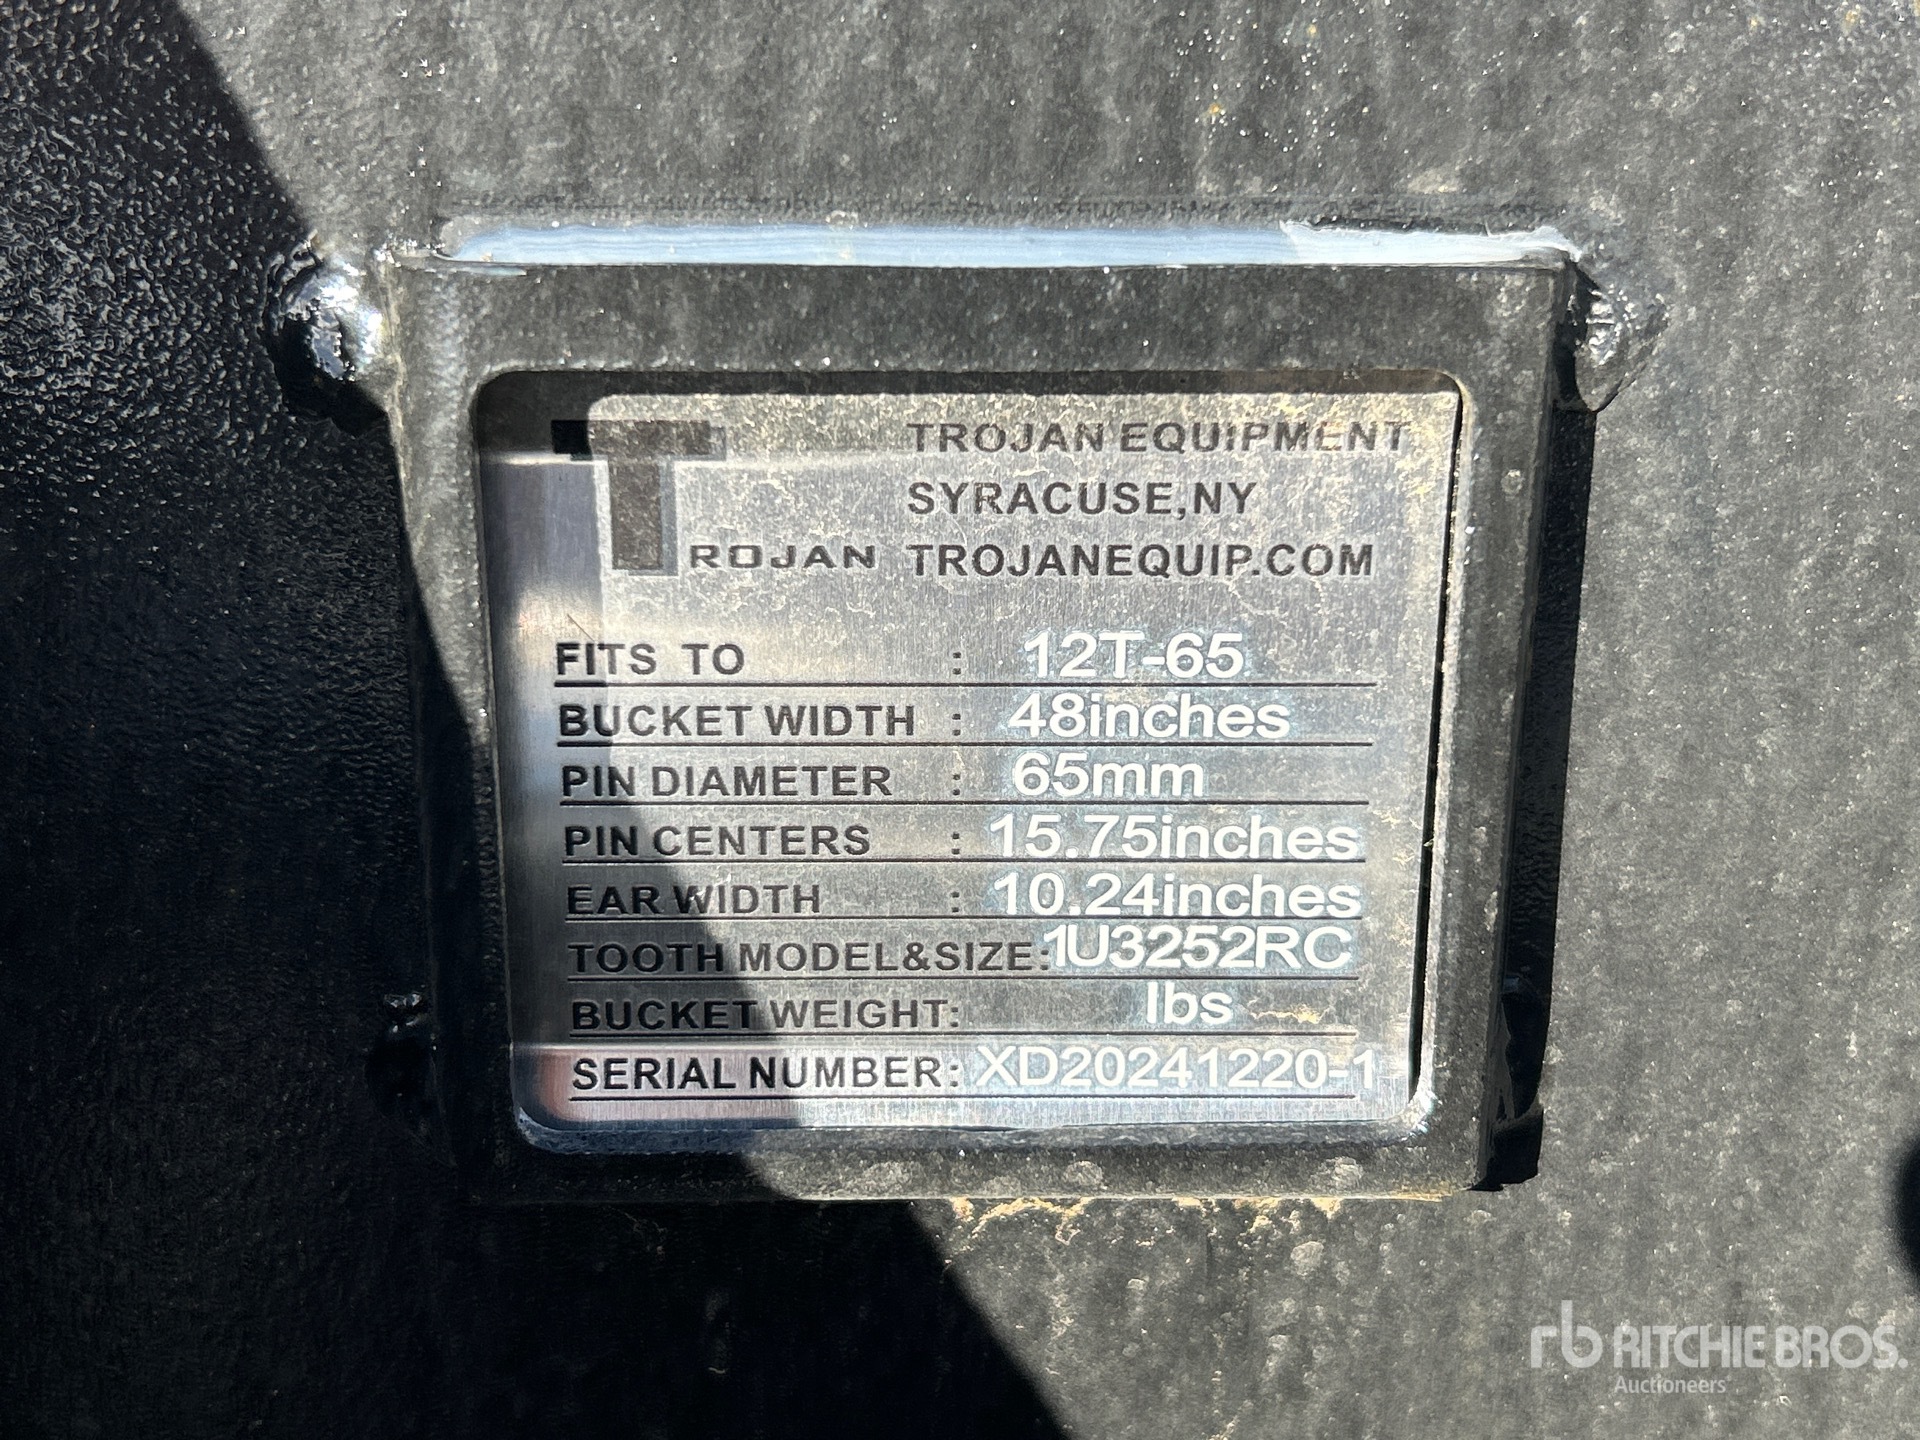 TROJAN
TROJAN EQUIPMENT
SYRACUSE,NY
TROJANEQUIP.COM
FITS TO : 12T-65
BUCKET WIDTH : 48inches
PIN DIAMETER : 65mm
PIN CENTERS : 15.75inches
EAR WIDTH : 10.24inches
TOOTH MODEL&SIZE: 1U3252RC
BUCKET WEIGHT: lbs
SERIAL NUMBER: XD20241220-1
rb RITCHIE BROS.
Auctioneers